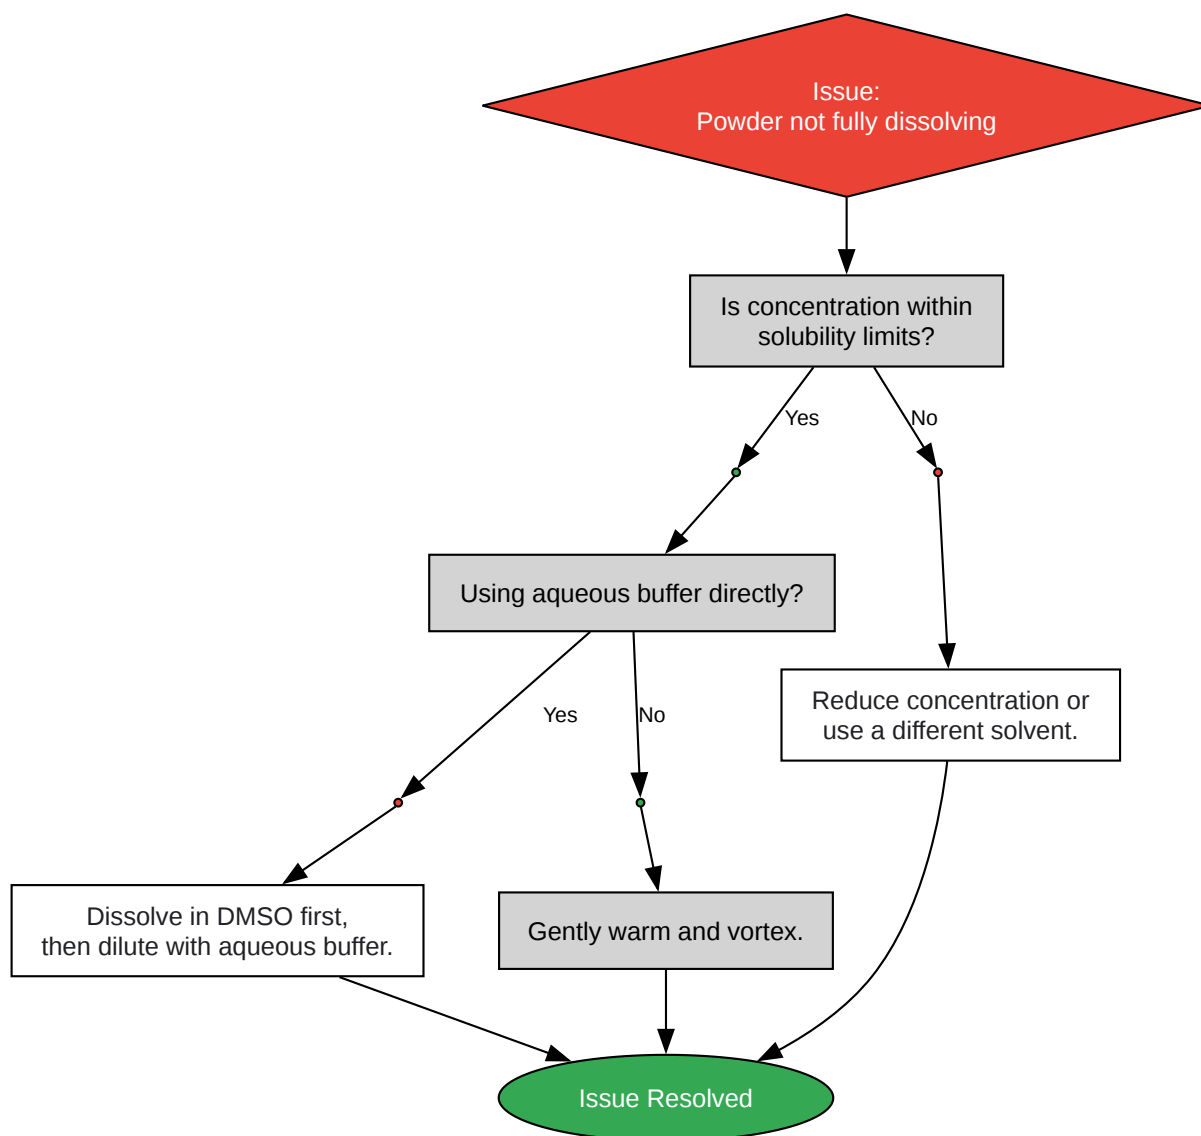 Issue:
Powder not fully dissolving
Is concentration within
solubility limits?
Yes
No
Using aqueous buffer directly?
Reduce concentration or
use a different solvent.
Yes
No
Dissolve in DMSO first,
then dilute with aqueous buffer.
Gently warm and vortex.
Issue Resolved